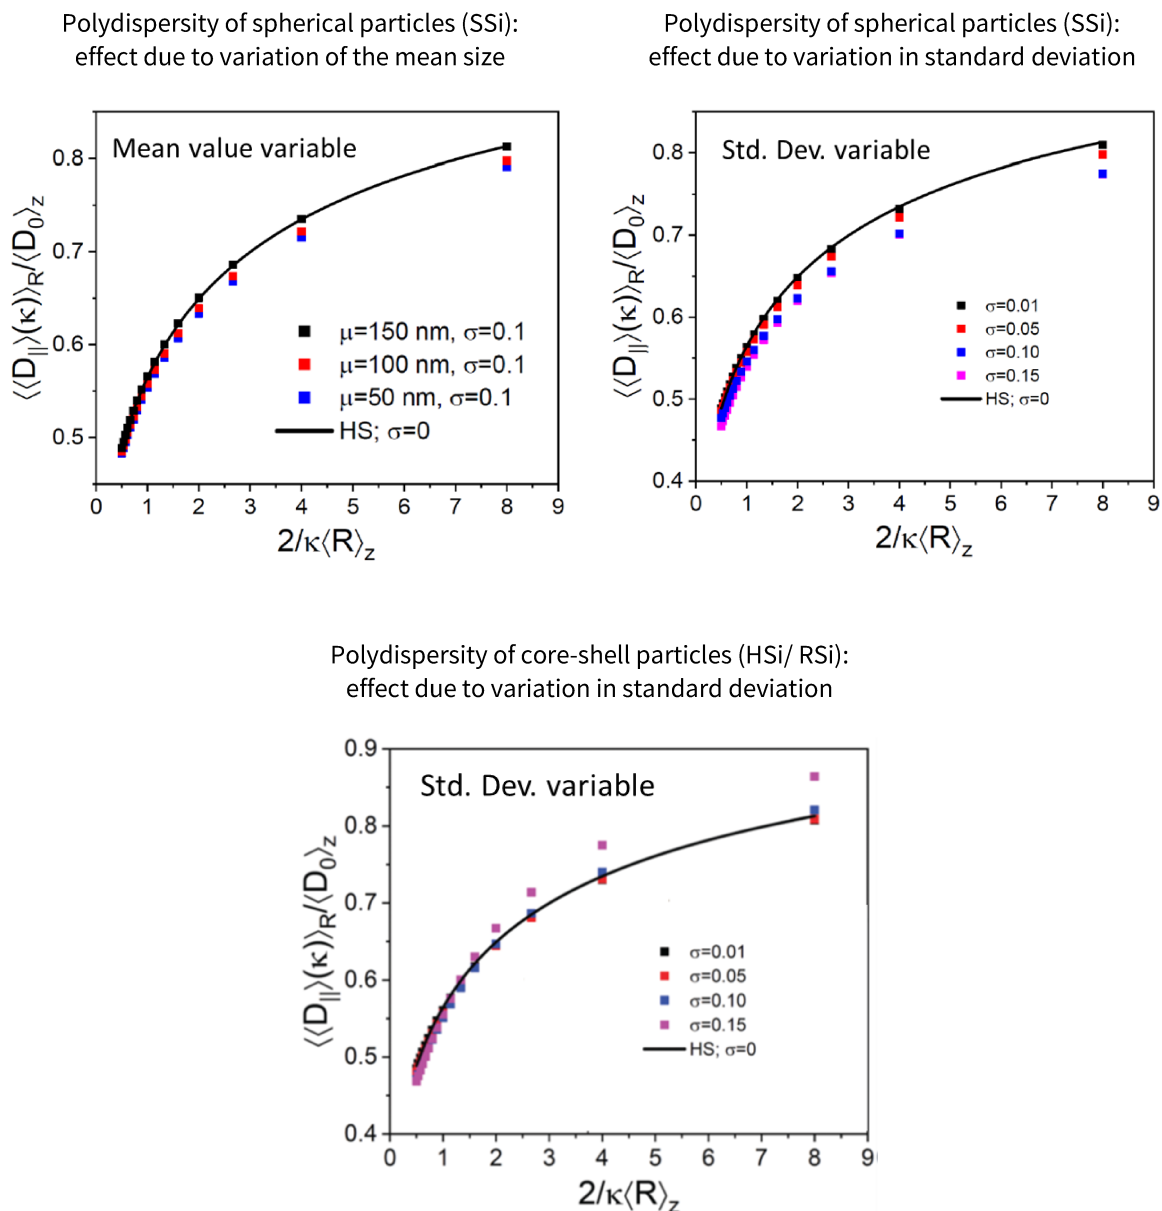 Polydispersity of spherical particles (SSi):
effect due to variation of the mean size
Mean value variable
⟨⟨D||⟩(κ)⟩R/⟨D0⟩z
0.8
0.7
0.6
0.5
μ=150 nm, σ=0.1
μ=100 nm, σ=0.1
μ=50 nm, σ=0.1
HS; σ=0
0 1 2 3 4 5 6 7 8 9
2/κ⟨R⟩z
Polydispersity of spherical particles (SSi):
effect due to variation in standard deviation
Std. Dev. variable
⟨⟨D||⟩(κ)⟩R/⟨D0⟩z
0.8
0.7
0.6
0.5
0.4
σ=0.01
σ=0.05
σ=0.10
σ=0.15
HS; σ=0
0 1 2 3 4 5 6 7 8 9
2/κ⟨R⟩z
Polydispersity of core-shell particles (HSi/ RSi):
effect due to variation in standard deviation
Std. Dev. variable
⟨⟨D||⟩(κ)⟩R/⟨D0⟩z
0.9
0.8
0.7
0.6
0.5
0.4
σ=0.01
σ=0.05
σ=0.10
σ=0.15
HS; σ=0
0 1 2 3 4 5 6 7 8 9
2/κ⟨R⟩z